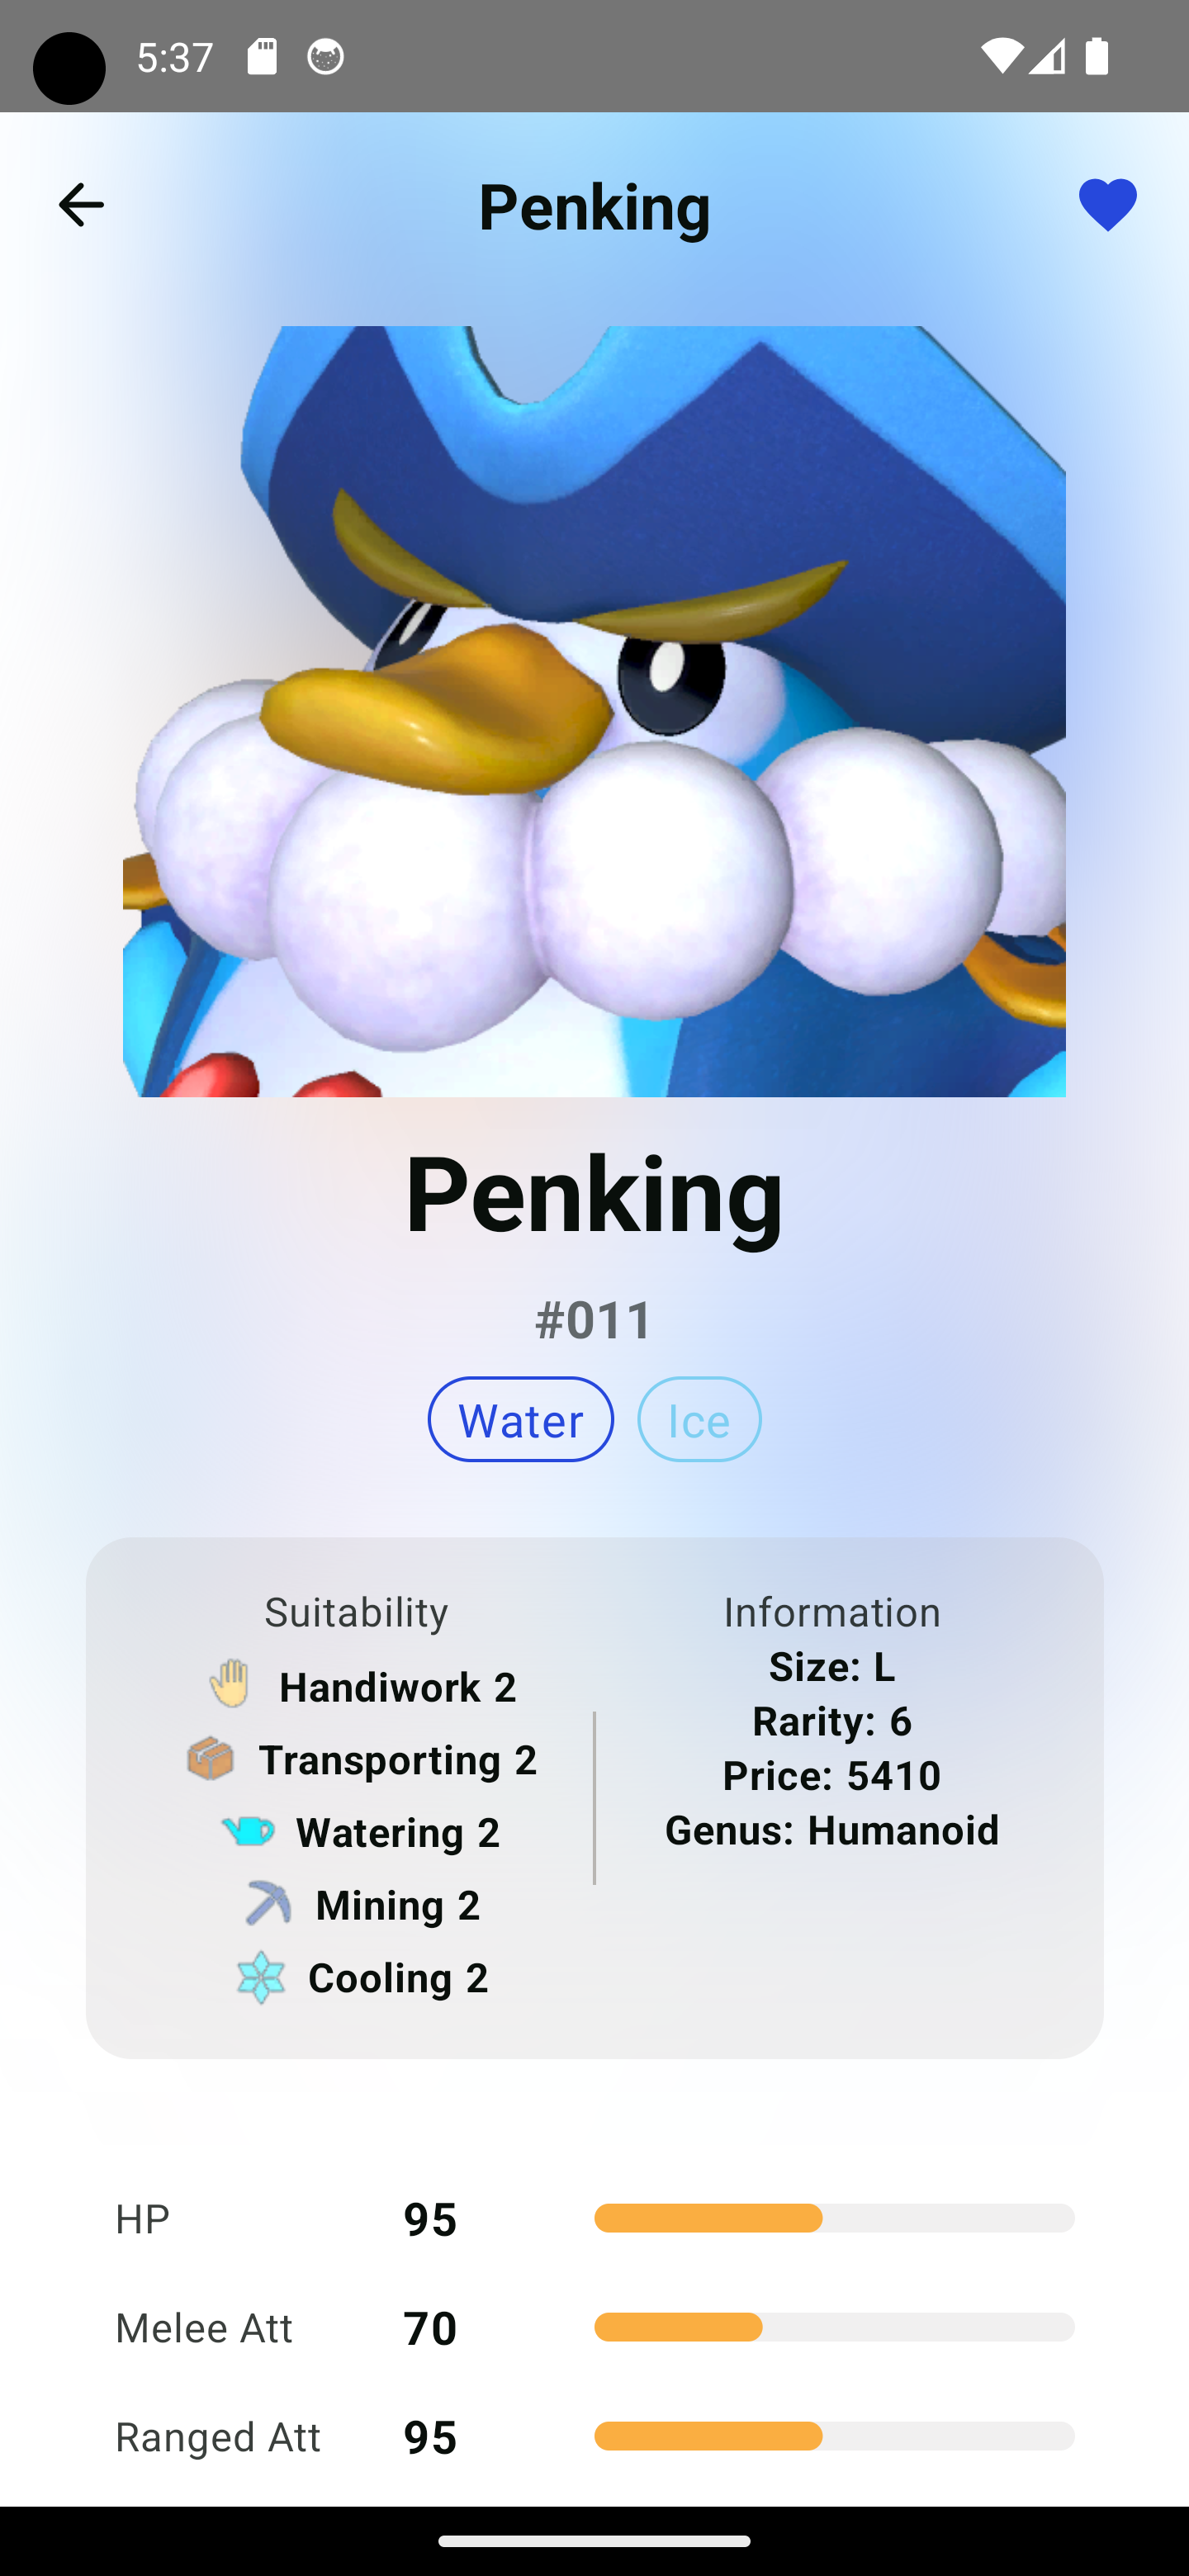 5:37
Penking
Penking
#011
Water Ice
Suitability
Handiwork 2
Transporting 2
Watering 2
Mining 2
Cooling 2
Information
Size: L
Rarity: 6
Price: 5410
Genus: Humanoid
HP 95
Melee Att 70
Ranged Att 95